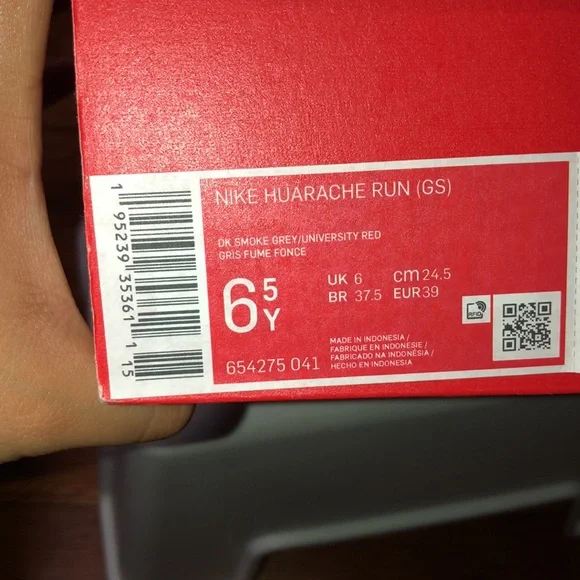 NIKE HUARACHE RUN (GS)
DK SMOKE GREY/UNIVERSITY RED
GRIS FUME FONCE
6 5 Y
UK 6 cm 24.5
BR 37.5 EUR 39
654275 041
MADE IN INDONESIA /
FABRIQUE EN INDONESIE /
FABRICADO NA INDONÉSIA /
HECHO EN INDONESIA
RFID
1 95239 35361 1 15